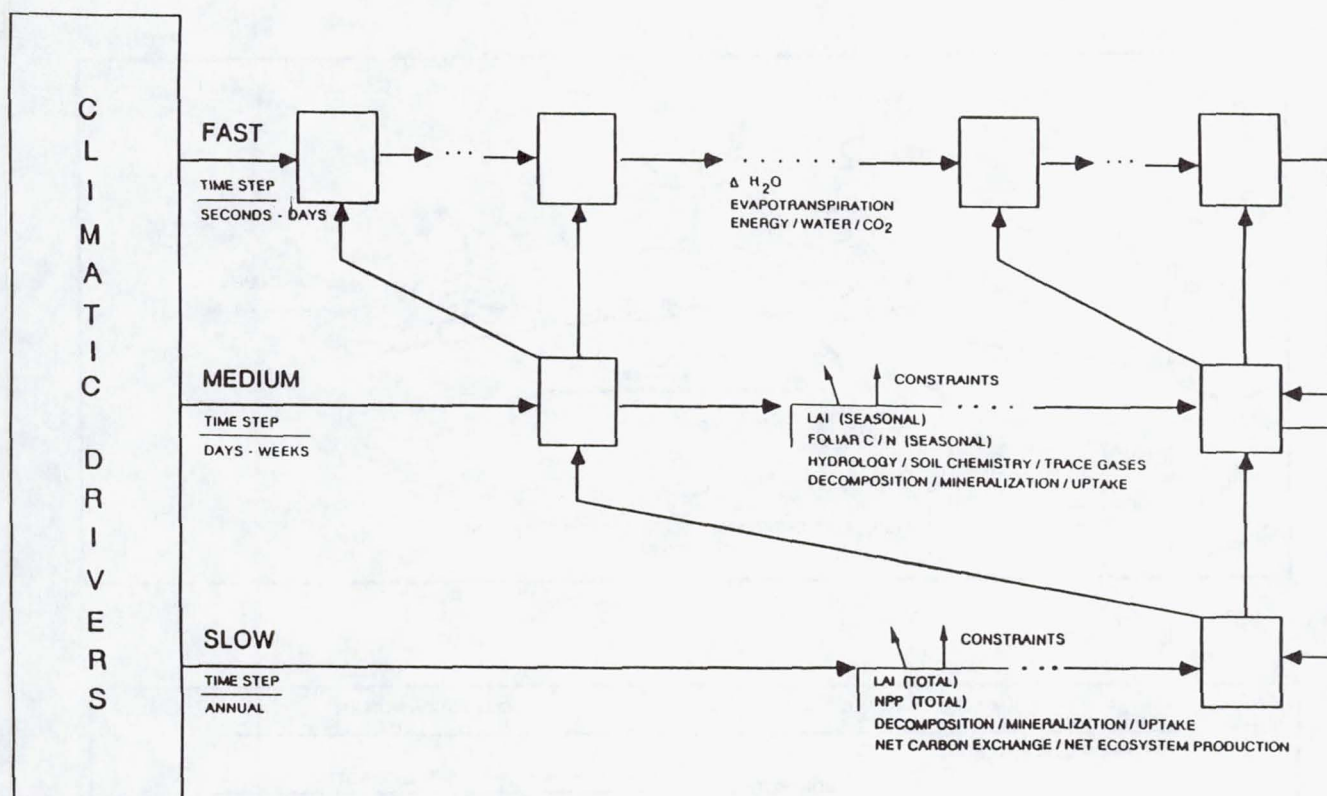 CLIMATIC DRIVERS
FAST
TIME STEP
SECONDS - DAYS
. . .
. . . . . . .
Δ H₂O
EVAPOTRANSPIRATION
ENERGY / WATER / CO₂
. . .
MEDIUM
TIME STEP
DAYS - WEEKS
CONSTRAINTS
. . . .
LAI (SEASONAL)
FOLIAR C / N (SEASONAL)
HYDROLOGY / SOIL CHEMISTRY / TRACE GASES
DECOMPOSITION / MINERALIZATION / UPTAKE
SLOW
TIME STEP
ANNUAL
CONSTRAINTS
. . . .
LAI (TOTAL)
NPP (TOTAL)
DECOMPOSITION / MINERALIZATION / UPTAKE
NET CARBON EXCHANGE / NET ECOSYSTEM PRODUCTION